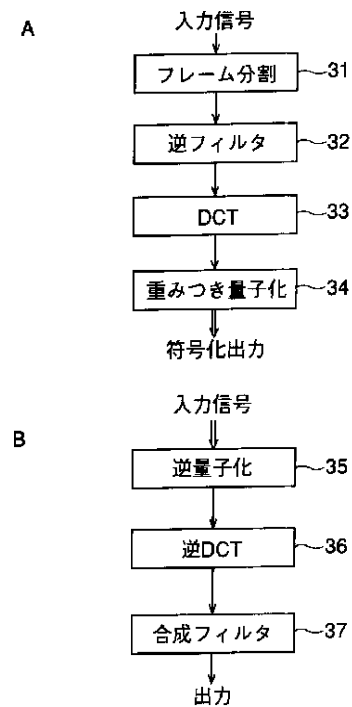 A
入力信号
フレーム分割 31
逆フィルタ 32
DCT 33
重みつき量子化 34
符号化出力
B
入力信号
逆量子化 35
逆DCT 36
合成フィルタ 37
出力